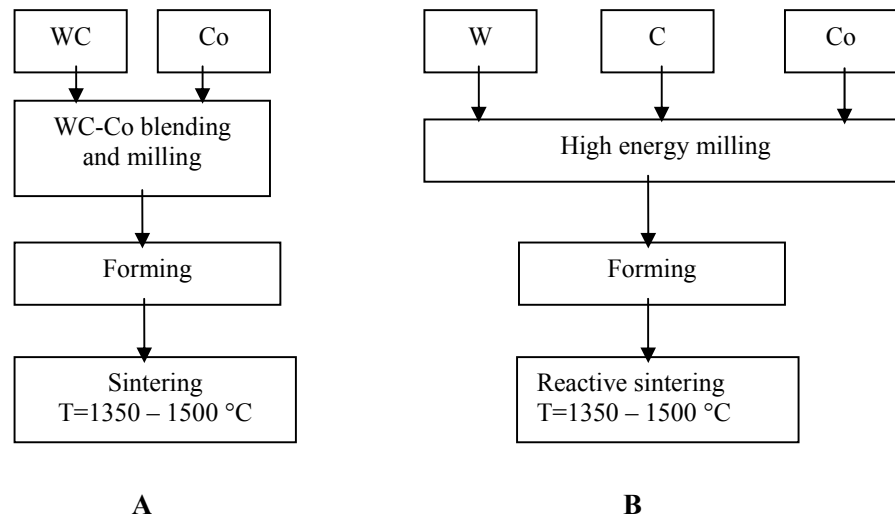 WC
Co
WC-Co blending
and milling
Forming
Sintering
T=1350 – 1500 °C
A
W
C
Co
High energy milling
Forming
Reactive sintering
T=1350 – 1500 °C
B